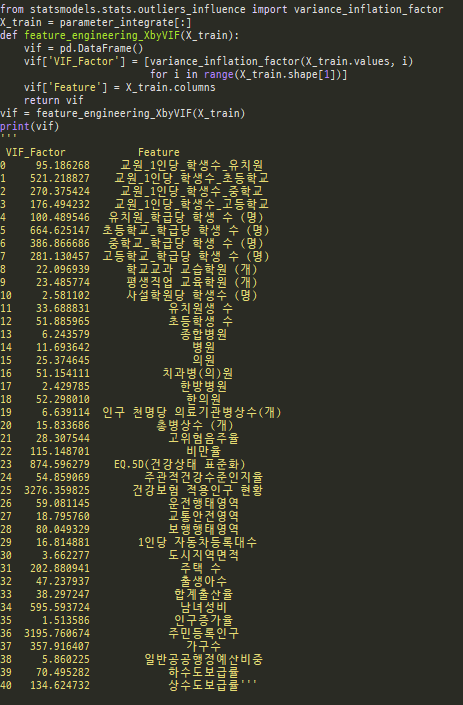 from statsmodels.stats.outliers_influence import variance_inflation_factor
X_train = parameter_integrate[:]
def feature_engineering_XbyVIF(X_train):
    vif = pd.DataFrame()
    vif['VIF_Factor'] = [variance_inflation_factor(X_train.values, i)
                         for i in range(X_train.shape[1])]
    vif['Feature'] = X_train.columns
    return vif
vif = feature_engineering_XbyVIF(X_train)
print(vif)
'''
VIF_Factor Feature
0 95.186268 교원_1인당_학생수_유치원
1 521.218827 교원_1인당_학생수_초등학교
2 270.375424 교원_1인당_학생수_중학교
3 176.494232 교원_1인당_학생수_고등학교
4 100.489546 유치원_학급당 학생 수 (명)
5 664.625147 초등학교_학급당 학생 수 (명)
6 386.866686 중학교_학급당 학생 수 (명)
7 281.130457 고등학교_학급당 학생 수 (명)
8 22.096939 학교교과 교습학원 (개)
9 23.485774 평생직업 교육학원 (개)
10 2.581102 사설학원당 학생수 (명)
11 33.688831 유치원생 수
12 51.885965 초등학생 수
13 6.243579 종합병원
14 11.693642 병원
15 25.374645 의원
16 51.154111 치과병(의)원
17 2.429785 한방병원
18 52.298010 한의원
19 6.639114 인구 천명당 의료기관병상수(개)
20 15.833686 총병상수 (개)
21 28.307544 고위험음주율
22 115.148701 비만율
23 874.596279 EQ.5D(건강상태 표준화)
24 54.859069 주관적건강수준인지율
25 3276.359825 건강보험 적용인구 현황
26 59.081145 운전행태영역
27 18.795760 교통안전영역
28 80.049329 보행행태영역
29 16.814881 1인당 자동차등록대수
30 3.662277 도시지역면적
31 202.880941 주택 수
32 47.237937 출생아수
33 38.297247 합계출산율
34 595.593724 남녀성비
35 1.513586 인구증가율
36 3195.760674 주민등록인구
37 357.916407 가구수
38 5.860225 일반공공행정예산비중
39 70.495282 하수도보급률
40 134.624732 상수도보급률'''